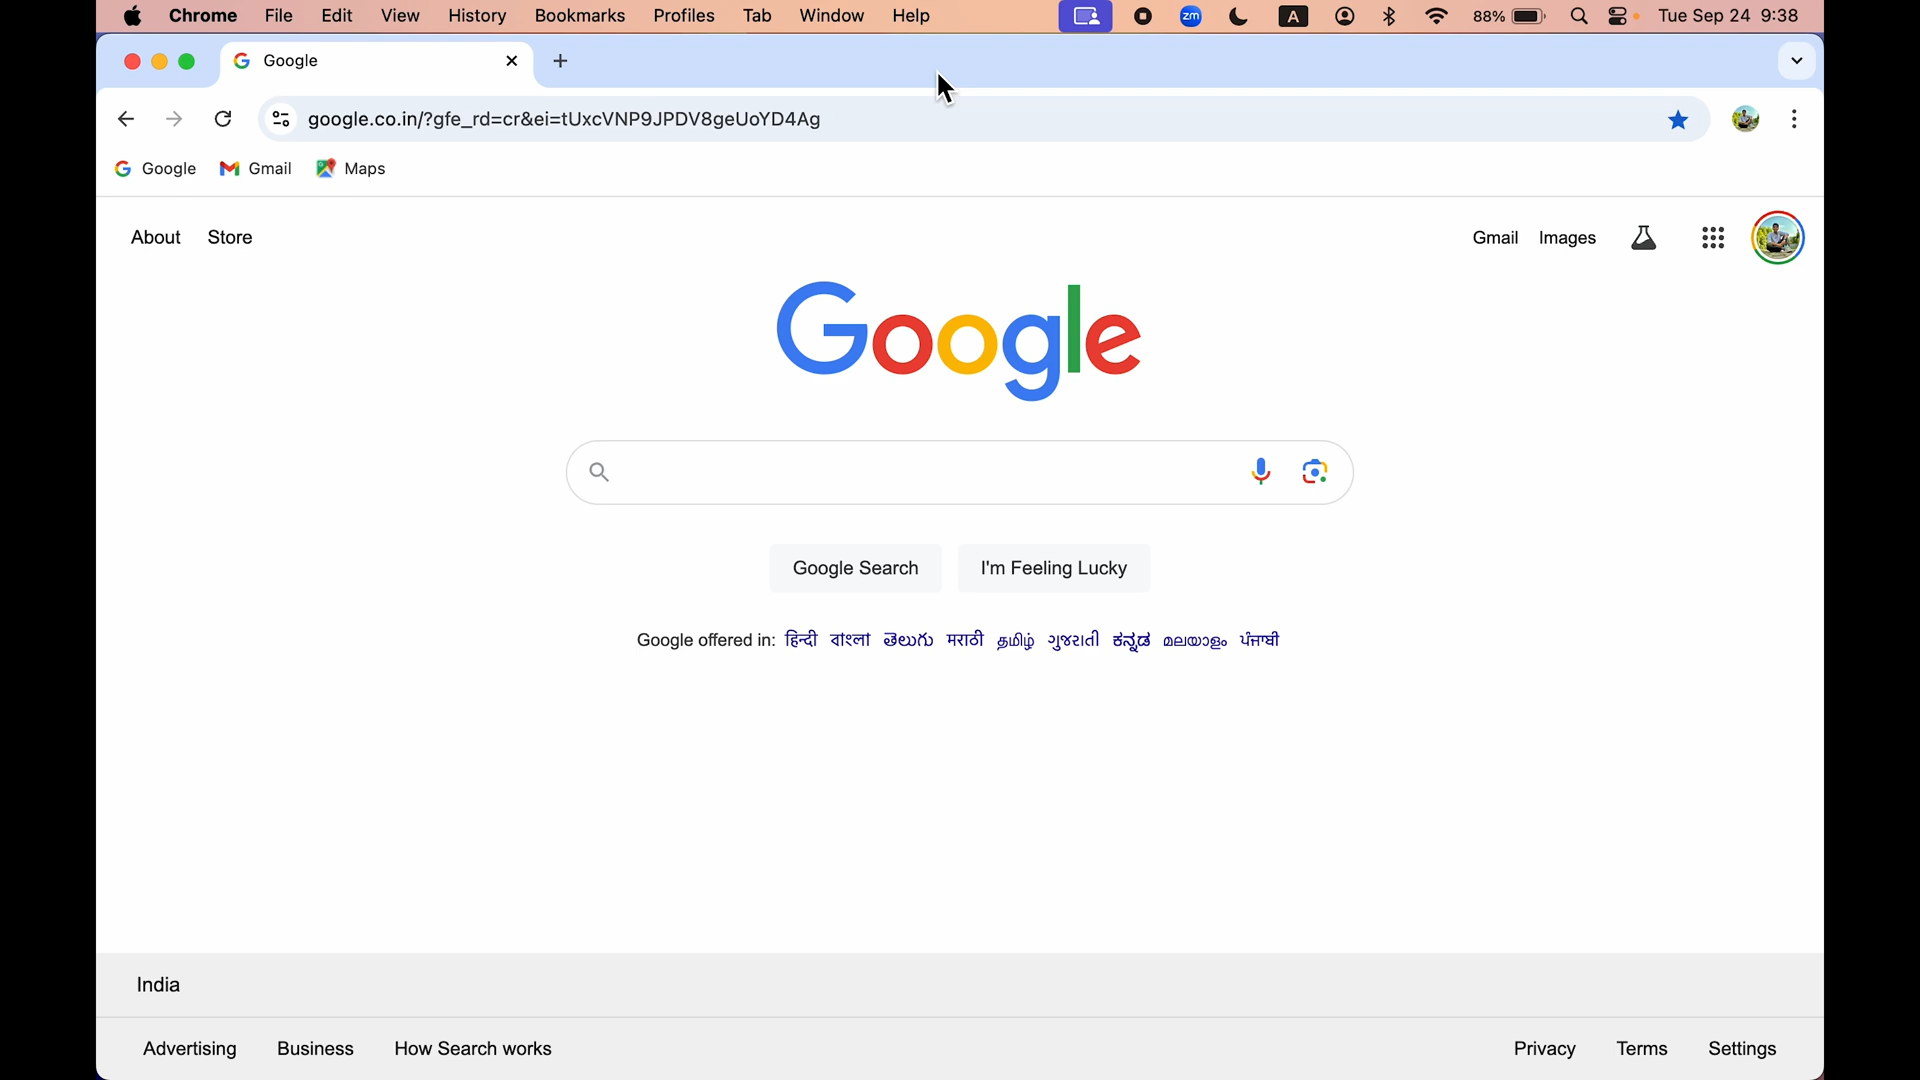 Chrome File Edit View History Bookmarks Profiles Tab Window Help zm A 88% Tue Sep 24 9:38
Google
google.co.in/?gfe_rd=cr&ei=tUxcVNP9JPDV8geUoYD4Ag
Google Gmail Maps
About Store Gmail Images
Google
Google Search I'm Feeling Lucky
Google offered in: हिन्दी বাংলা తెలుగు मराठी தமிழ் ગુજરાતી ಕನ್ನಡ മലയാളം ਪੰਜਾਬੀ
India
Advertising Business How Search works Privacy Terms Settings